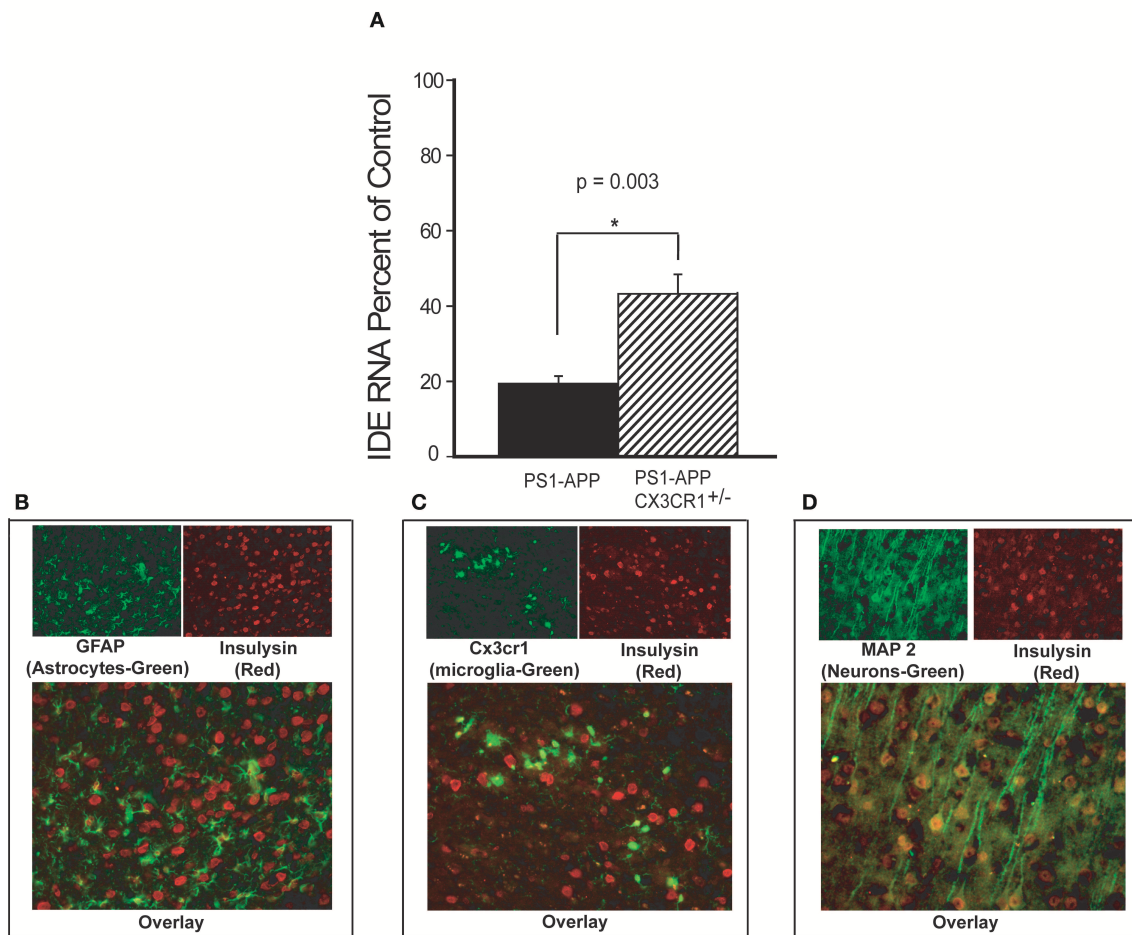 A
IDE RNA Percent of Control
100
80
60
40
20
0
p = 0.003
*
PS1-APP
PS1-APP
CX3CR1+/-
B
GFAP
(Astrocytes-Green)
Insulysin
(Red)
Overlay
C
Cx3cr1
(microglia-Green)
Insulysin
(Red)
Overlay
D
MAP 2
(Neurons-Green)
Insulysin
(Red)
Overlay